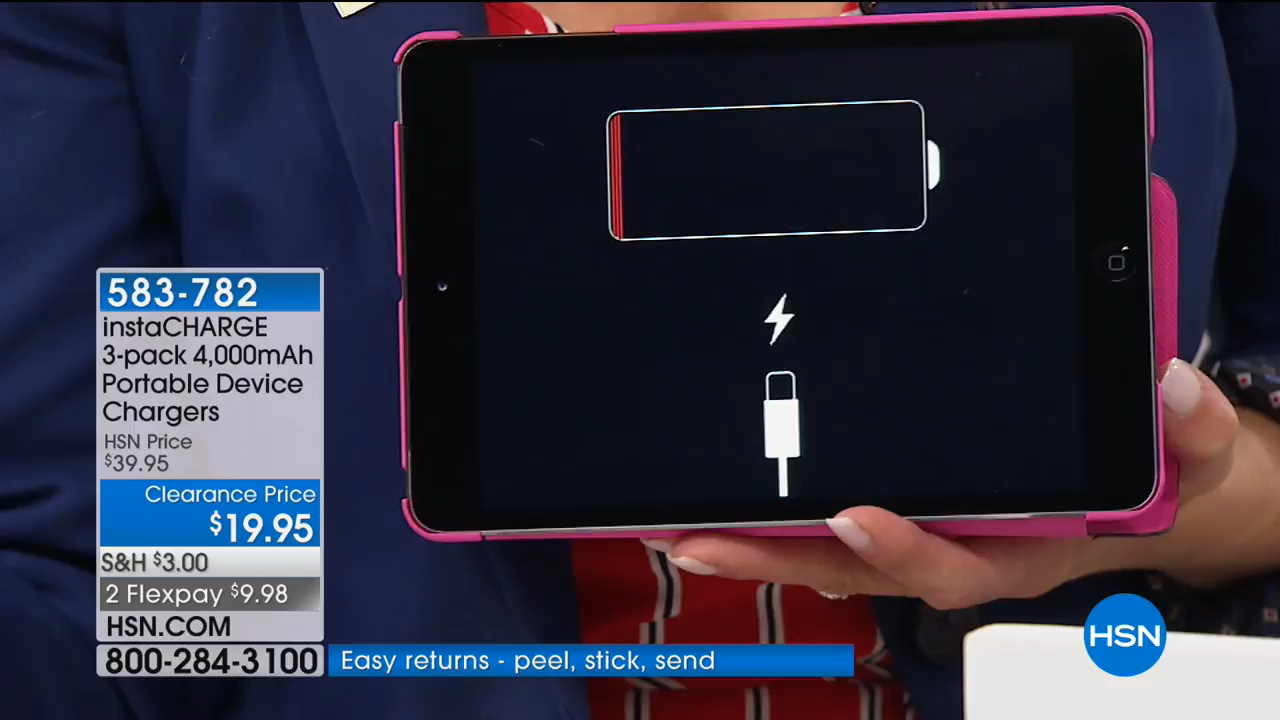 583-782
instaCHARGE
3-pack 4,000mAh
Portable Device
Chargers
HSN Price
$39.95
Clearance Price
$19.95
S&H $3.00
2 Flexpay $9.98
HSN.COM
800-284-3100
Easy returns - peel, stick, send
HSN